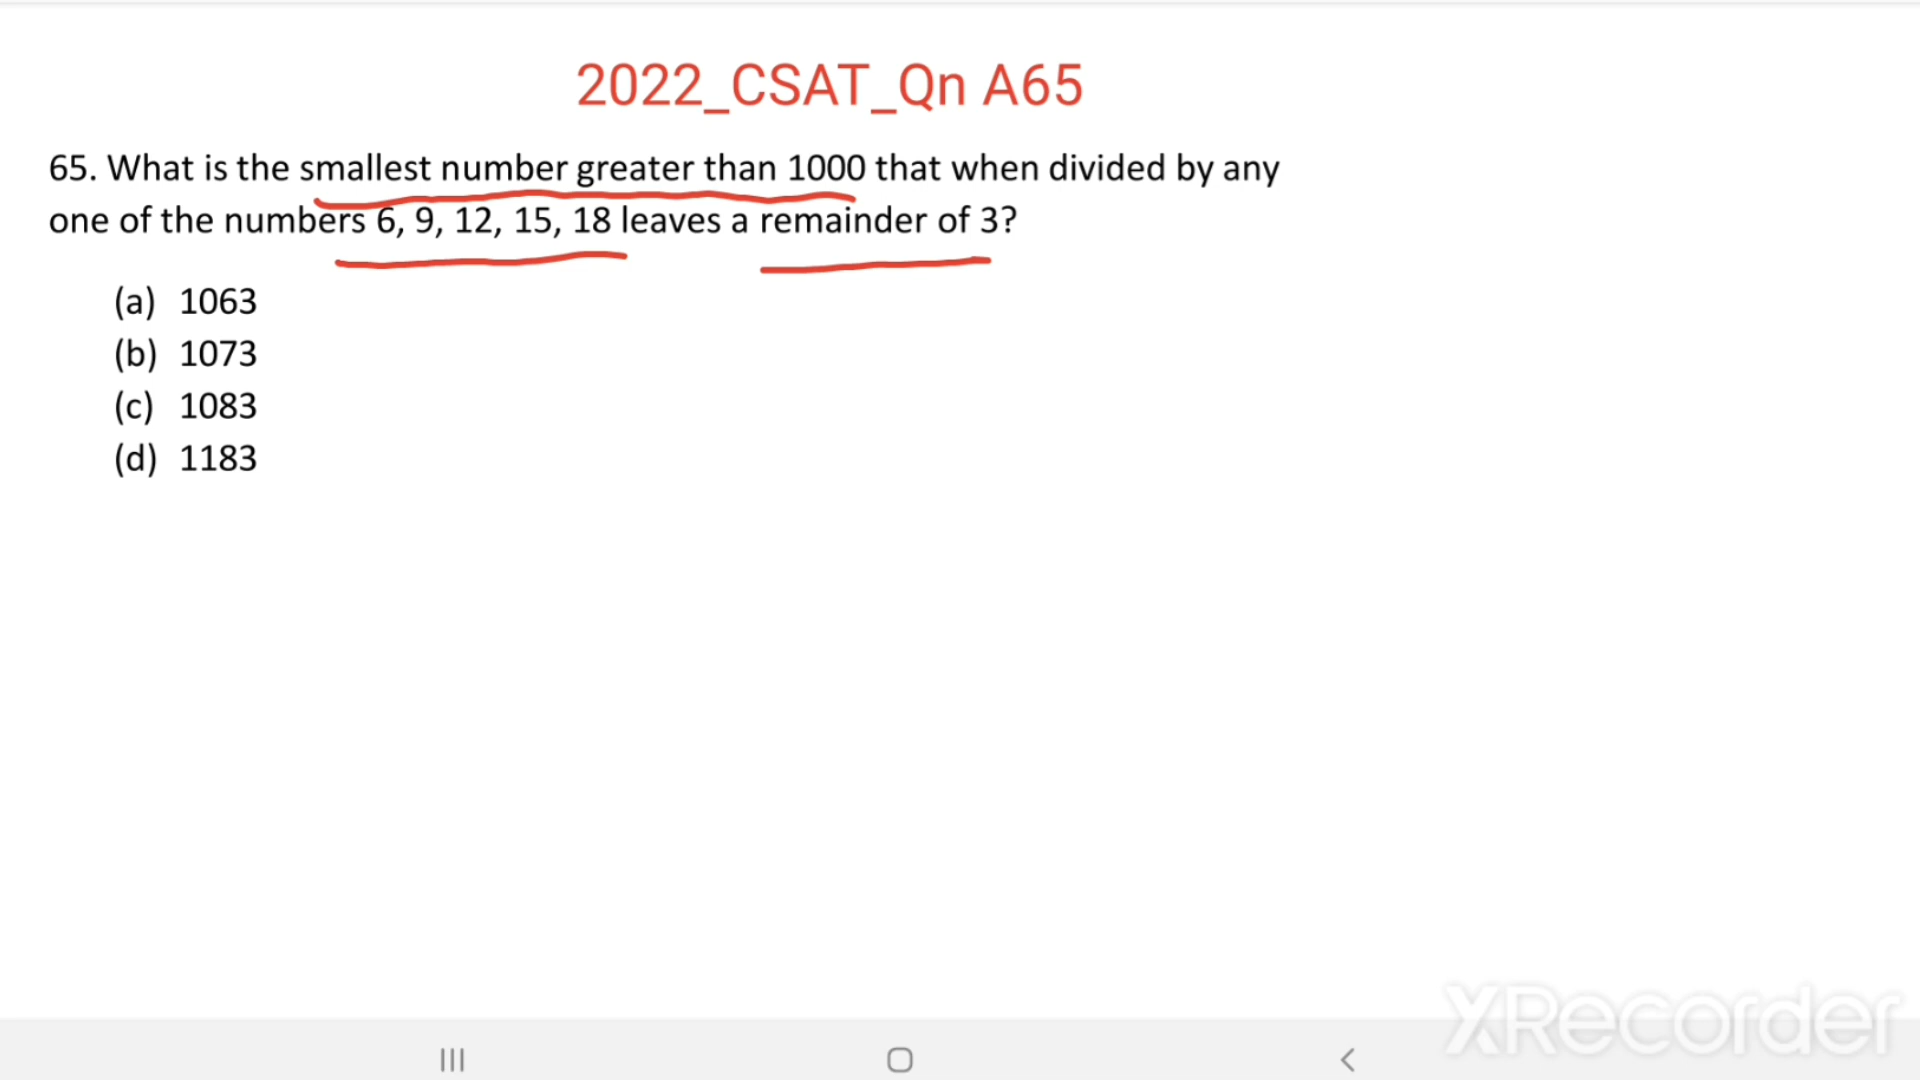 2022_CSAT_Qn A65
65. What is the smallest number greater than 1000 that when divided by any
one of the numbers 6, 9, 12, 15, 18 leaves a remainder of 3?
(a) 1063
(b) 1073
(c) 1083
(d) 1183
XRecorder